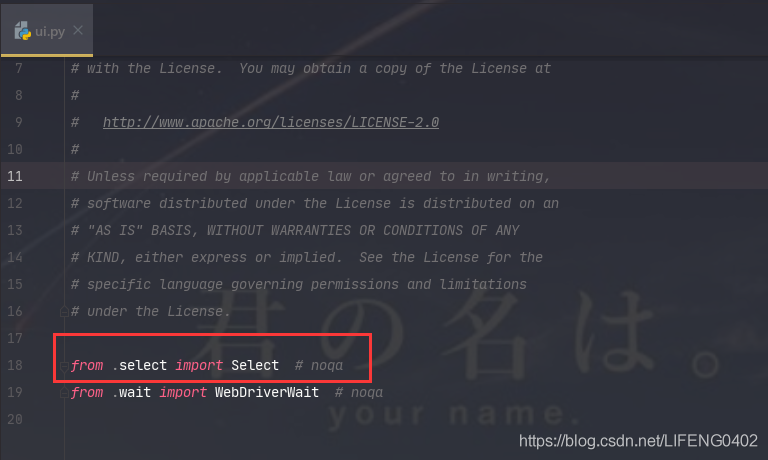 ui.py
7 # with the License.  You may obtain a copy of the License at
8 #
9 #   http://www.apache.org/licenses/LICENSE-2.0
10 #
11 # Unless required by applicable law or agreed to in writing,
12 # software distributed under the License is distributed on an
13 # "AS IS" BASIS, WITHOUT WARRANTIES OR CONDITIONS OF ANY
14 # KIND, either express or implied.  See the License for the
15 # specific language governing permissions and limitations
16 # under the License.
17
18 from .select import Select  # noqa
19 from .wait import WebDriverWait  # noqa
20
君の名は。
your name.
https://blog.csdn.net/LIFENG0402